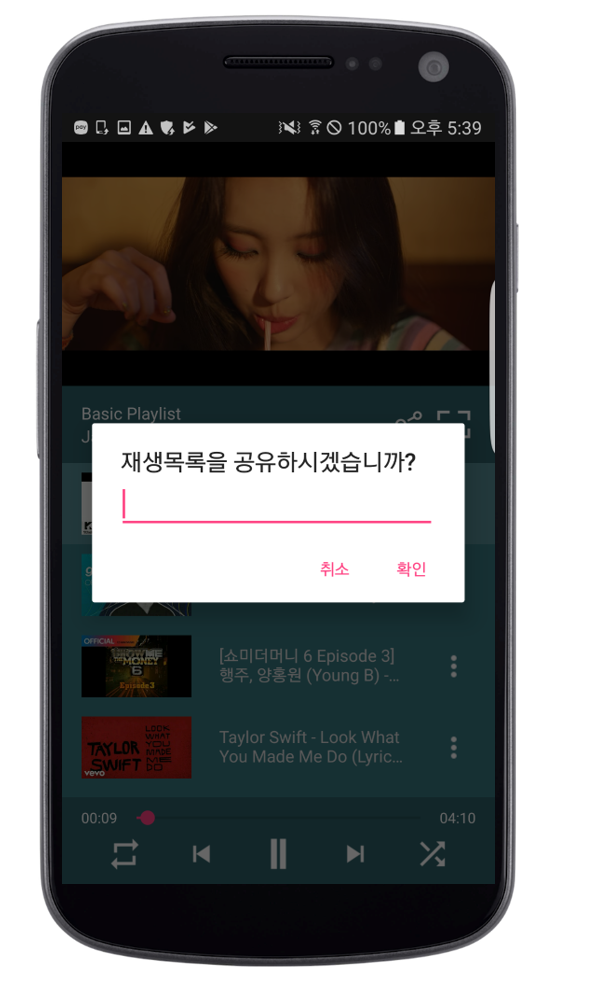 pay 100% 오후 5:39
Basic Playlist
J
재생목록을 공유하시겠습니까?
취소 확인
g
OFFICIAL
SHOW ME
THE MONEY
6
Episode 3
[쇼미더머니 6 Episode 3]
행주, 양홍원 (Young B) -...
TAYLOR
SWIFT
LOOK
WHAT
YOU
MADE
ME
DO
vevo
Taylor Swift - Look What
You Made Me Do (Lyric...
00:09 04:10